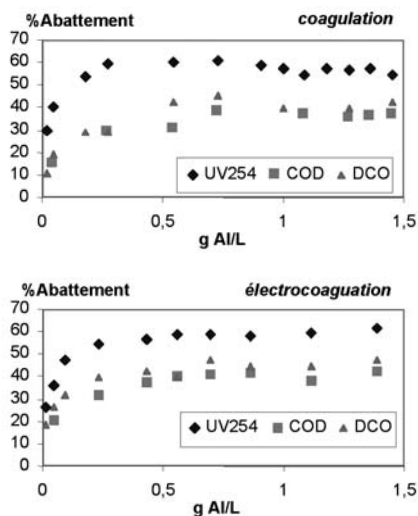 %Abattement coagulation
70
60
50
40
30
20
10
0
0 0,5 1 1,5
UV254 COD DCO
g Al/L
%Abattement électrocoaguation
70
60
50
40
30
20
10
0
0 0,5 1 1,5
UV254 COD DCO
g Al/L